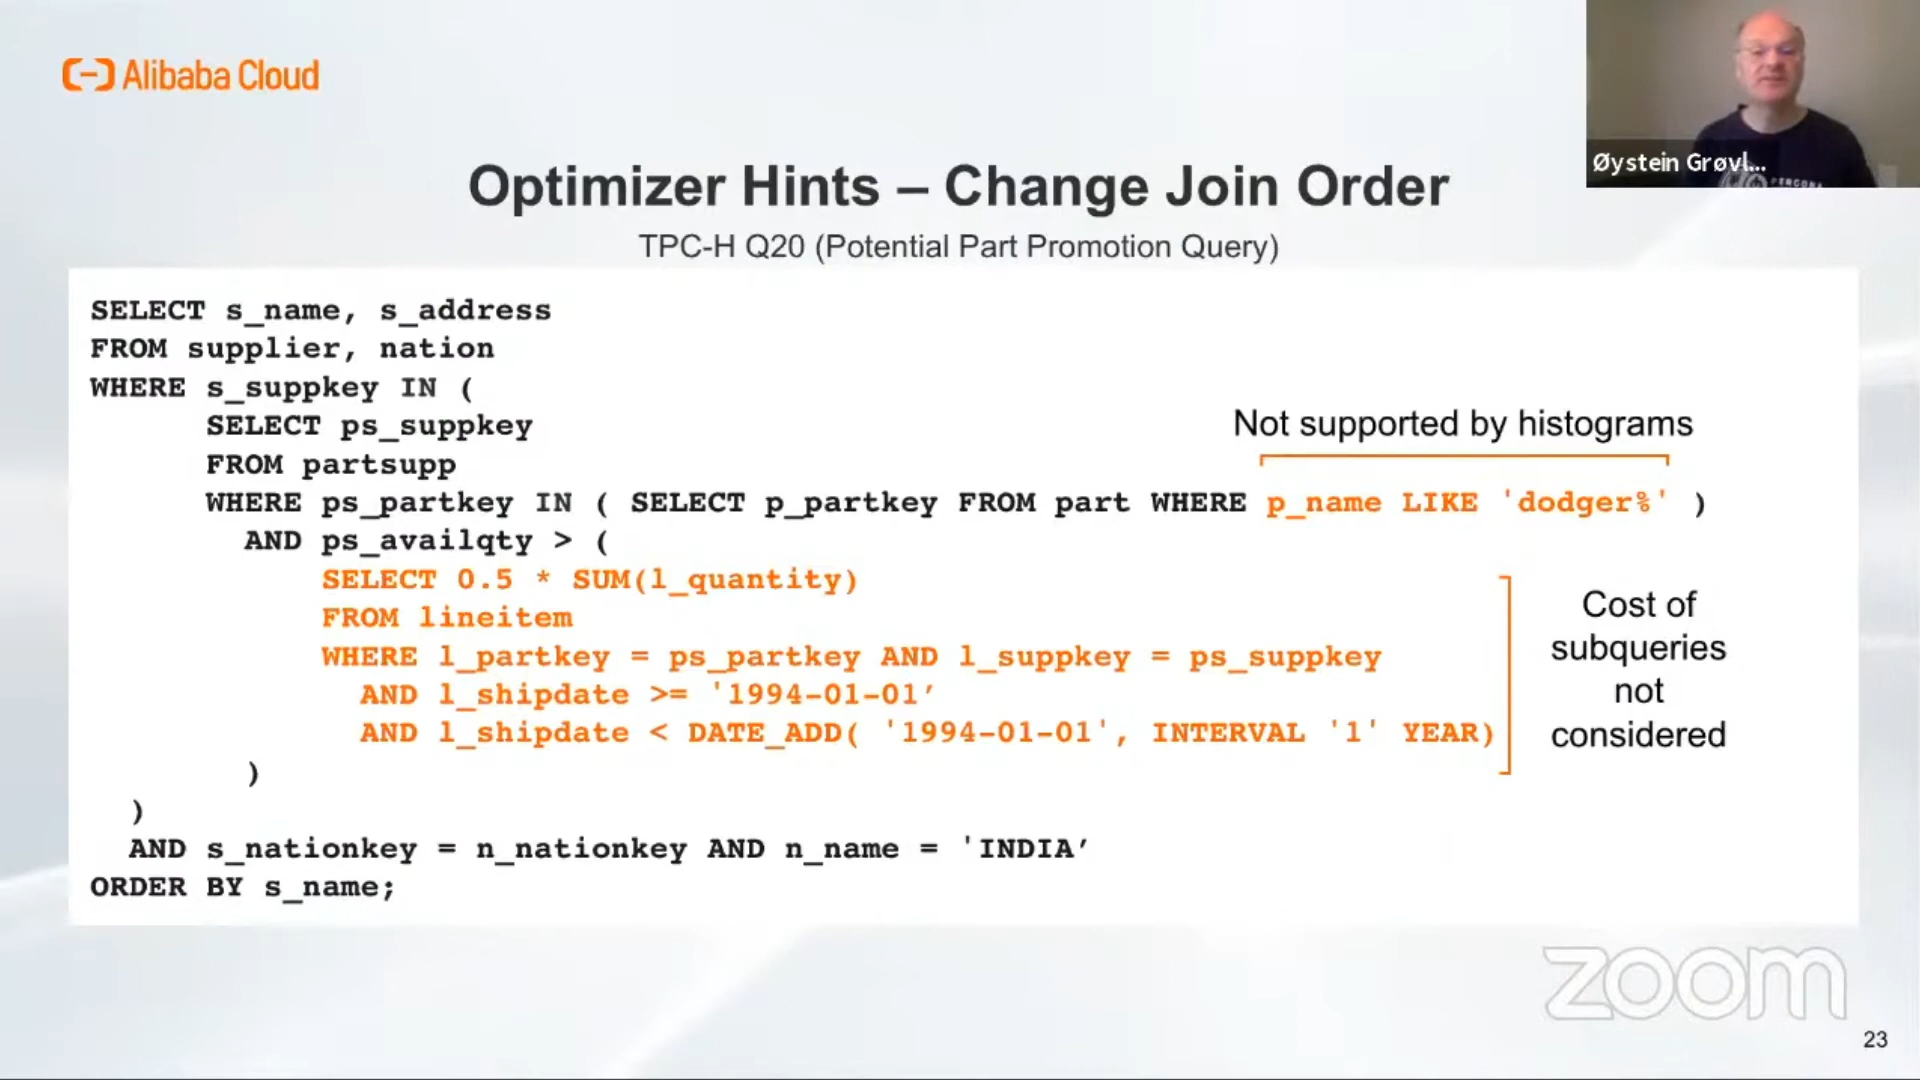 Alibaba Cloud
Øystein Grøvl...
Optimizer Hints – Change Join Order
TPC-H Q20 (Potential Part Promotion Query)
SELECT s_name, s_address
FROM supplier, nation
WHERE s_suppkey IN (
SELECT ps_suppkey
FROM partsupp
Not supported by histograms
WHERE ps_partkey IN ( SELECT p_partkey FROM part WHERE p_name LIKE 'dodger%' )
AND ps_availqty > (
SELECT 0.5 * SUM(l_quantity)
FROM lineitem
WHERE l_partkey = ps_partkey AND l_suppkey = ps_suppkey
AND l_shipdate >= '1994-01-01’
AND l_shipdate < DATE_ADD( '1994-01-01', INTERVAL '1' YEAR)
Cost of
subqueries
not
considered
)
)
AND s_nationkey = n_nationkey AND n_name = 'INDIA’
ORDER BY s_name;
zoom
23